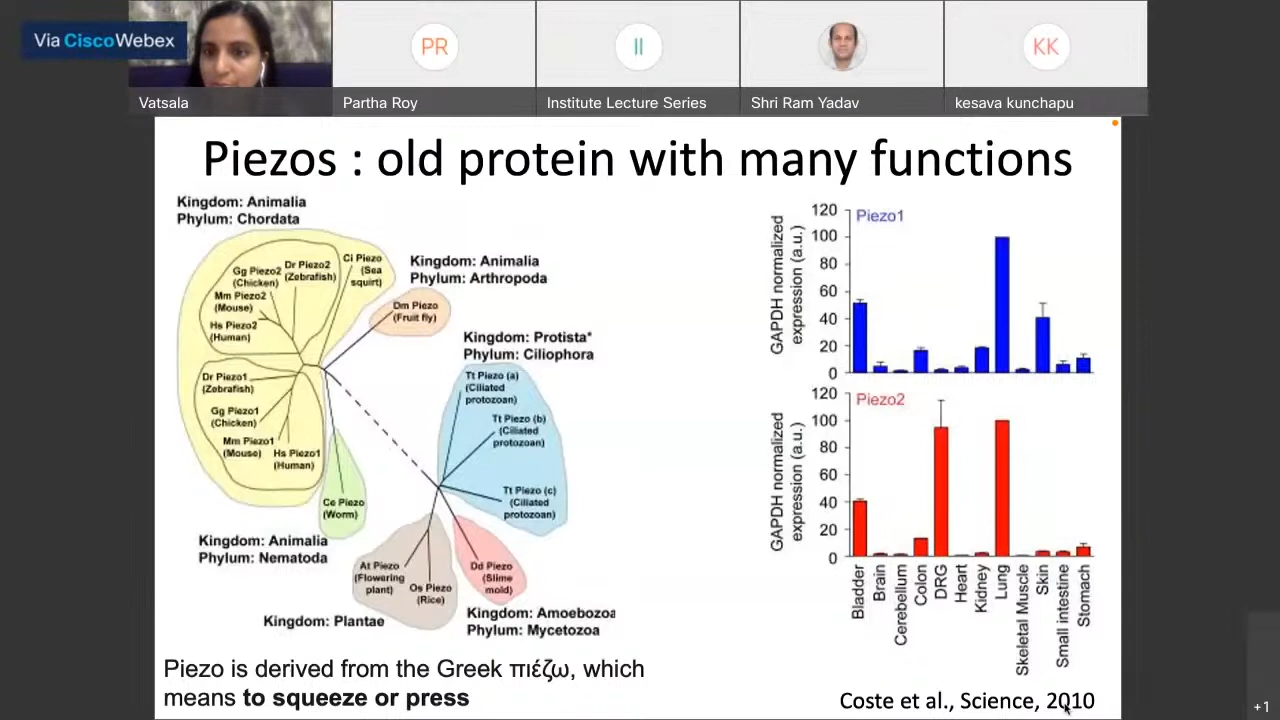 Via Cisco Webex
PR
II
KK
Vatsala
Partha Roy
Institute Lecture Series
Shri Ram Yadav
kesava kunchapu
Piezos : old protein with many functions
Kingdom: Animalia
Phylum: Chordata
Gg Piezo2
(Chicken)
Dr Piezo2
(Zebrafish)
Ci Piezo
(Sea
squirt)
Mm Piezo2
(Mouse)
Hs Piezo2
(Human)
Dr Piezo1
(Zebrafish)
Gg Piezo1
(Chicken)
Mm Piezo1
(Mouse)
Hs Piezo1
(Human)
Kingdom: Animalia
Phylum: Arthropoda
Dm Piezo
(Fruit fly)
Kingdom: Protista*
Phylum: Ciliophora
Tt Piezo (a)
(Ciliated
protozoan)
Tt Piezo (b)
(Ciliated
protozoan)
Tt Piezo (c)
(Ciliated
protozoan)
Ce Piezo
(Worm)
Kingdom: Animalia
Phylum: Nematoda
At Piezo
(Flowering
plant)
Os Piezo
(Rice)
Kingdom: Plantae
Dd Piezo
(Slime
mold)
Kingdom: Amoebozoa
Phylum: Mycetozoa
Piezo is derived from the Greek πιέζω, which
means to squeeze or press
GAPDH normalized
expression (a.u.)
120
100
80
60
40
20
0
Piezo1
GAPDH normalized
expression (a.u.)
120
100
80
60
40
20
0
Piezo2
Bladder
Brain
Cerebellum
Colon
DRG
Heart
Kidney
Lung
Skeletal Muscle
Skin
Small intestine
Stomach
Coste et al., Science, 2010
+1